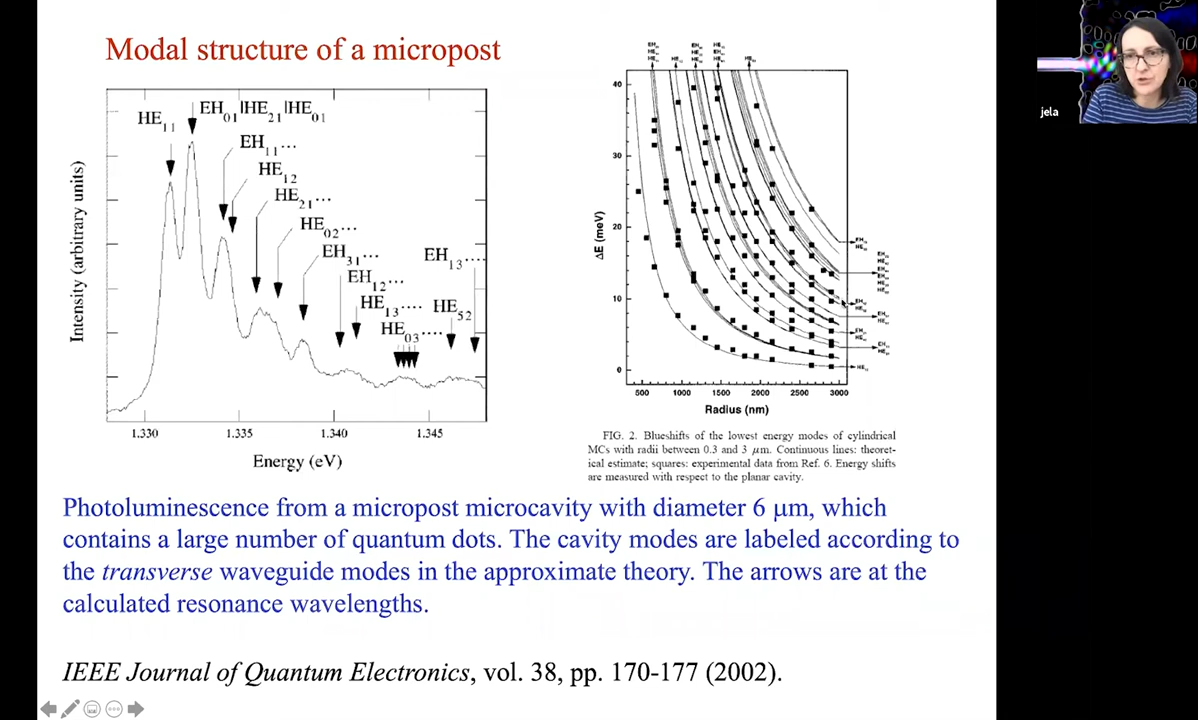 Modal structure of a micropost
HE11
EH01|HE21|HE01
EH11...
HE12
HE21...
HE02...
EH31...
EH12...
HE13....
HE03....
EH13....
HE52
Intensity (arbitrary units)
1.330
1.335
1.340
1.345
Energy (eV)
40
30
20
10
0
ΔE (meV)
500
1000
1500
2000
2500
3000
Radius (nm)
FIG. 2. Blueshifts of the lowest energy modes of cylindrical
MCs with radii between 0.3 and 3 μm. Continuous lines: theoret-
ical estimate; squares: experimental data from Ref. 6. Energy shifts
are measured with respect to the planar cavity.
Photoluminescence from a micropost microcavity with diameter 6 μm, which
contains a large number of quantum dots. The cavity modes are labeled according to
the transverse waveguide modes in the approximate theory. The arrows are at the
calculated resonance wavelengths.
IEEE Journal of Quantum Electronics, vol. 38, pp. 170-177 (2002).
jela